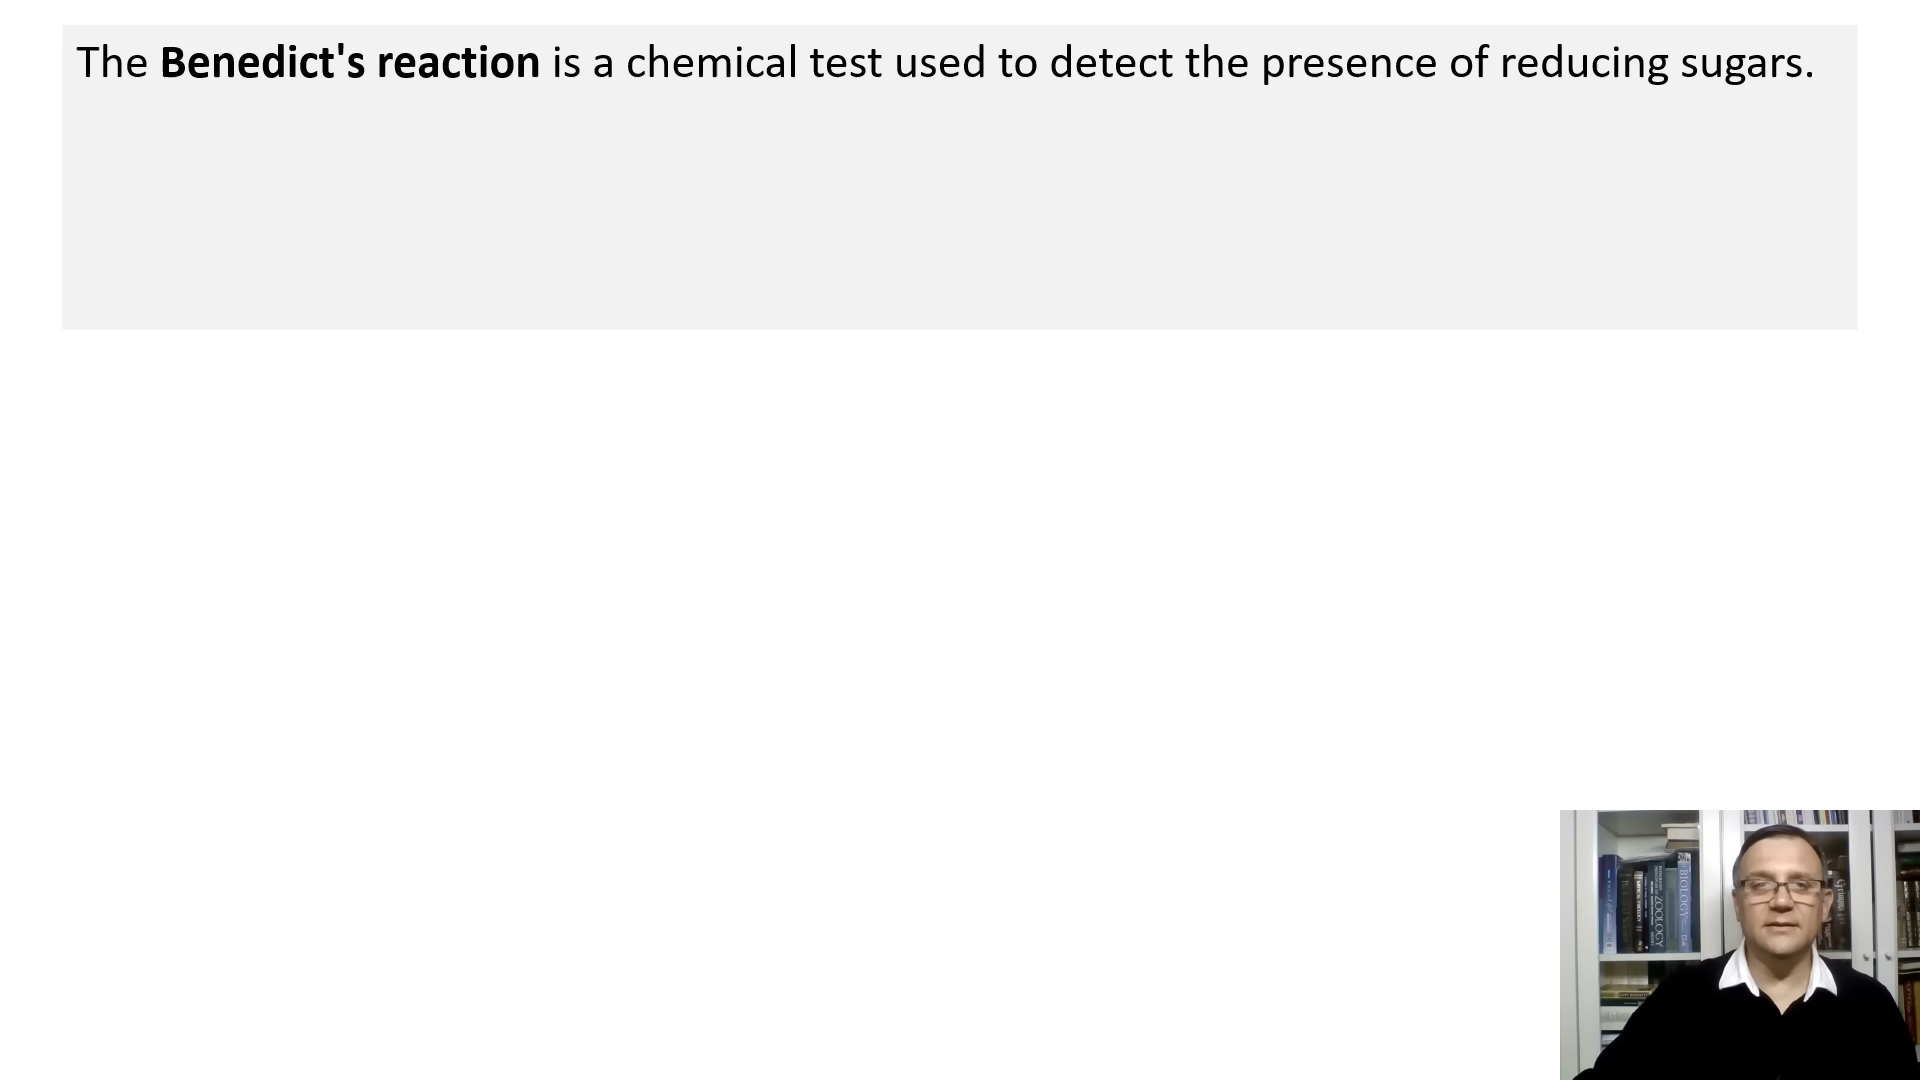 The Benedict's reaction is a chemical test used to detect the presence of reducing sugars.
BIOLOGY
ZOOLOGY